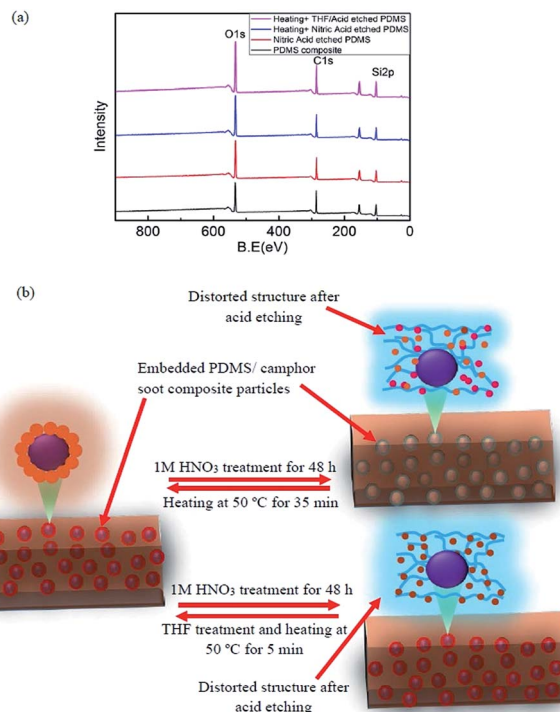 (a)
Heating+ THF/Acid etched PDMS
Heating+ Nitric Acid etched PDMS
Nitric Acid etched PDMS
PDMS composite
O1s
C1s
Si2p
Intensity
800 600 400 200 0
B.E(eV)
(b)
Distorted structure after
acid etching
Embedded PDMS/ camphor
soot composite particles
1M HNO₃ treatment for 48 h
Heating at 50 °C for 35 min
1M HNO₃ treatment for 48 h
THF treatment and heating at
50 °C for 5 min
Distorted structure after
acid etching